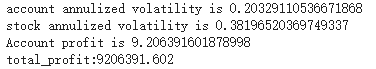 account annulized volatility is 0.20329110536671868
stock annulized volatility is 0.38196520369749337
Account profit is 9.206391601878998
total_profit:9206391.602